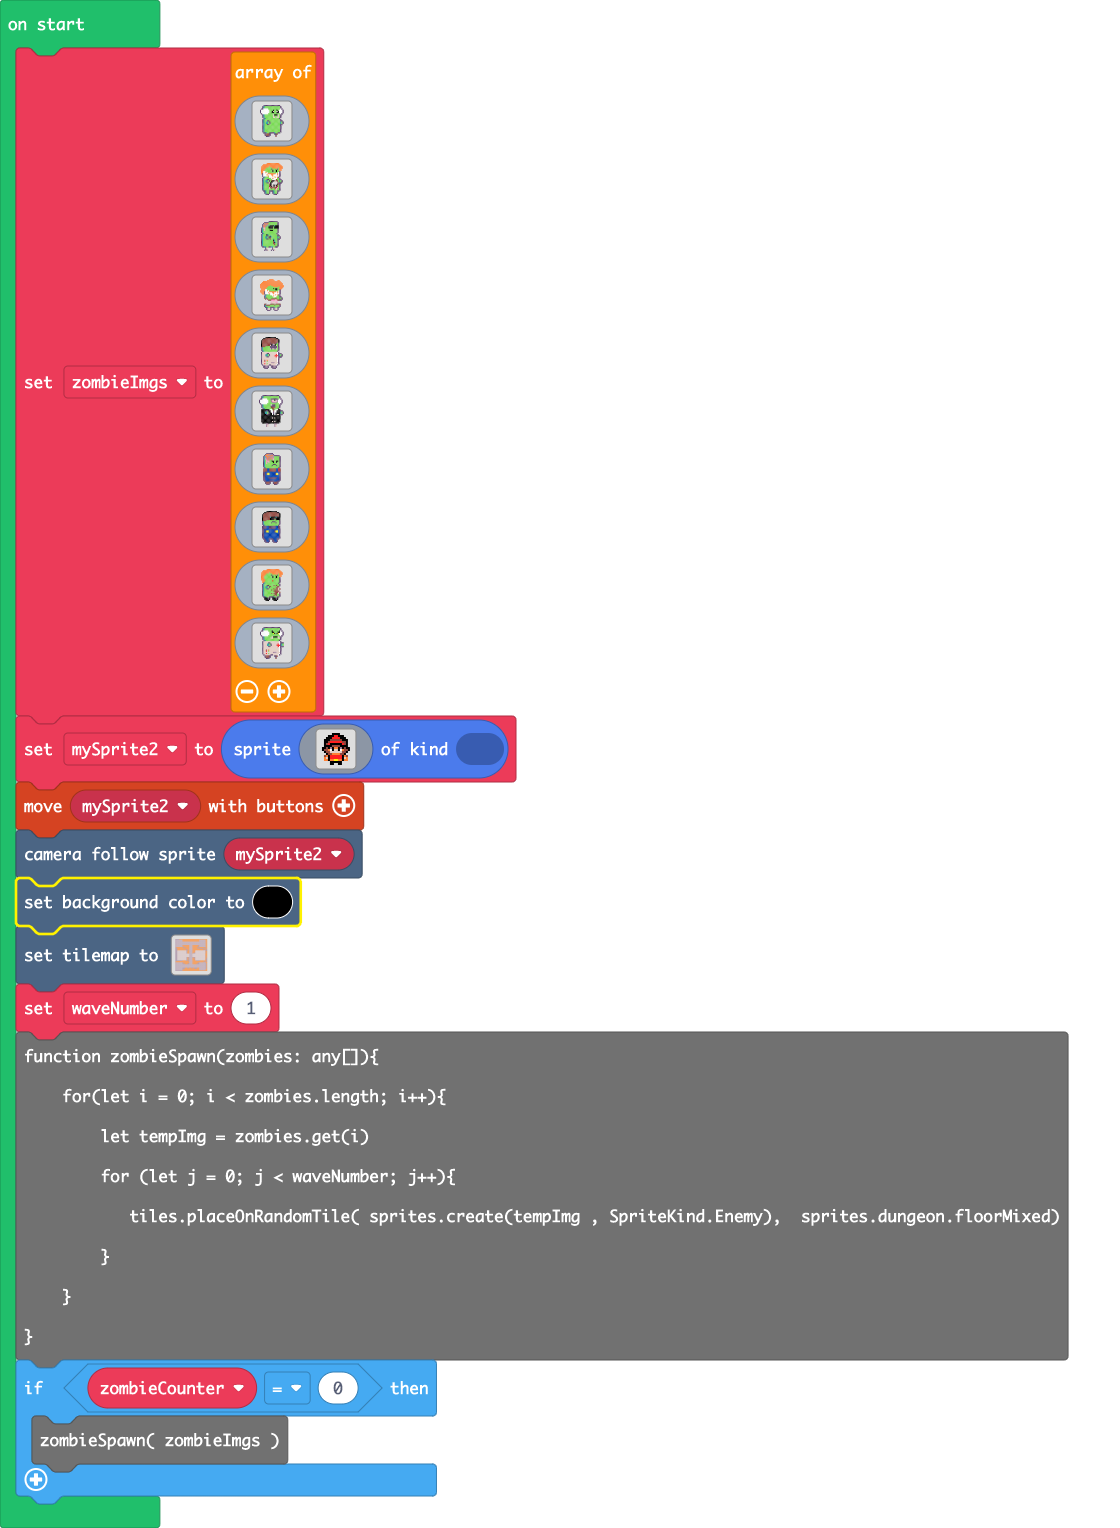 on start
array of
set zombieImgs to
set mySprite2 to sprite of kind
move mySprite2 with buttons
camera follow sprite mySprite2
set background color to
set tilemap to
set waveNumber to 1
function zombieSpawn(zombies: any[]){
for(let i = 0; i < zombies.length; i++){
let tempImg = zombies.get(i)
for (let j = 0; j < waveNumber; j++){
tiles.placeOnRandomTile( sprites.create(tempImg , SpriteKind.Enemy),  sprites.dungeon.floorMixed)
}
}
}
if zombieCounter = 0 then
zombieSpawn( zombieImgs )